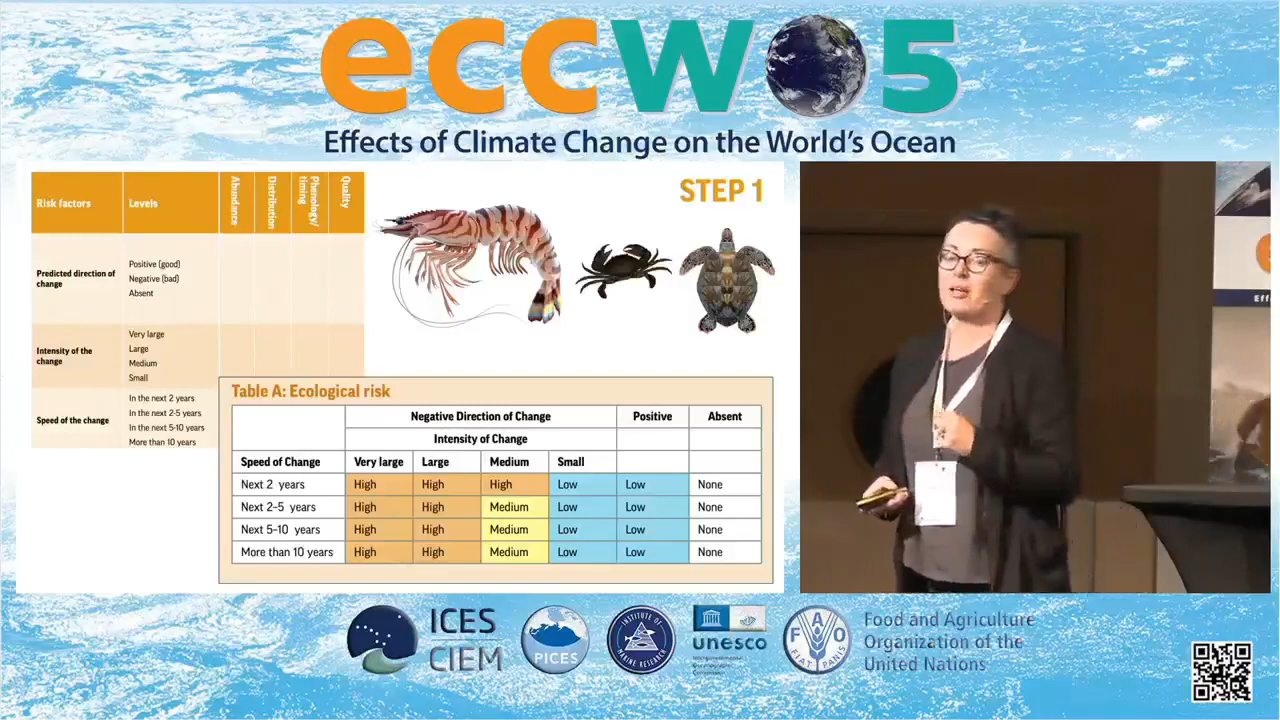 eccwo5
Effects of Climate Change on the World's Ocean
STEP 1
Risk factors Levels Abundance Distribution Phenology/timing Quality
Predicted direction of change
Positive (good)
Negative (bad)
Absent
Intensity of the change
Very large
Large
Medium
Small
Speed of the change
In the next 2 years
In the next 2-5 years
In the next 5-10 years
More than 10 years
Table A: Ecological risk
Negative Direction of Change Positive Absent
Intensity of Change
Speed of Change Very large Large Medium Small
Next 2 years High High High Low Low None
Next 2–5 years High High Medium Low Low None
Next 5-10 years High High Medium Low Low None
More than 10 years High High Medium Low Low None
ICES
CIEM
PICES
INSTITUTE OF MARINE RESEARCH
unesco
Intergovernmental
Oceanographic
Commission
FAO
FIAT PANIS
Food and Agriculture
Organization of the
United Nations